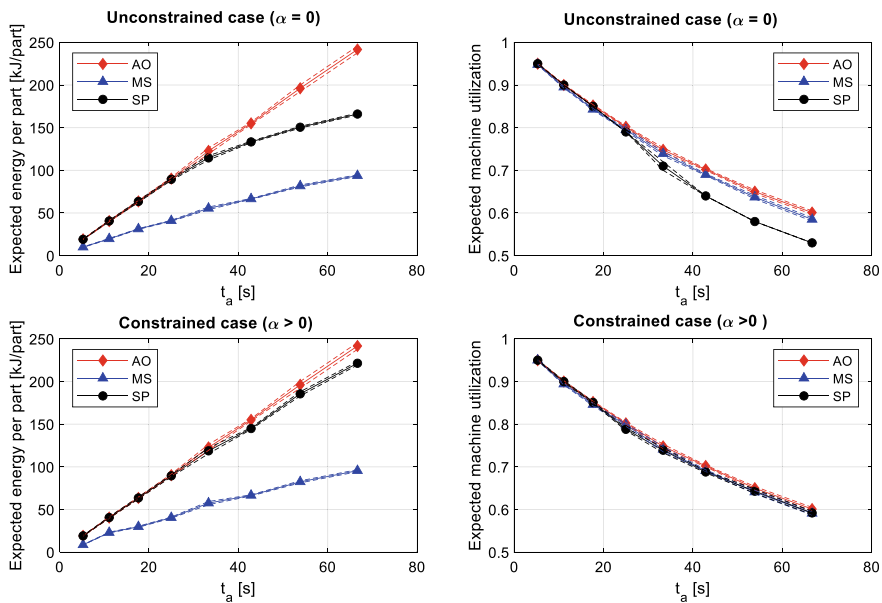 Unconstrained case (α = 0)
Expected energy per part [kJ/part]
250
200
150
100
50
0
0 20 40 60 80
t_a [s]
AO
MS
SP
Unconstrained case (α = 0)
Expected machine utilization
1
0.9
0.8
0.7
0.6
0.5
0 20 40 60 80
t_a [s]
AO
MS
SP
Constrained case (α > 0)
Expected energy per part [kJ/part]
250
200
150
100
50
0
0 20 40 60 80
t_a [s]
AO
MS
SP
Constrained case (α >0 )
Expected machine utilization
1
0.9
0.8
0.7
0.6
0.5
0 20 40 60 80
t_a [s]
AO
MS
SP